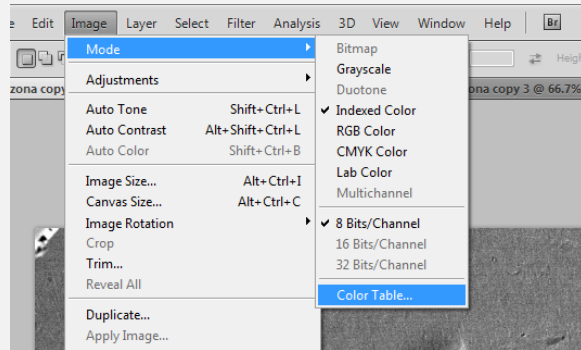 Edit Image Layer Select Filter Analysis 3D View Window Help Br
Heigh
zona copy
ona copy 3 @ 66.7%
Mode
Adjustments
Auto Tone Shift+Ctrl+L
Auto Contrast Alt+Shift+Ctrl+L
Auto Color Shift+Ctrl+B
Image Size... Alt+Ctrl+I
Canvas Size... Alt+Ctrl+C
Image Rotation
Crop
Trim...
Reveal All
Duplicate...
Apply Image...
Bitmap
Grayscale
Duotone
Indexed Color
RGB Color
CMYK Color
Lab Color
Multichannel
8 Bits/Channel
16 Bits/Channel
32 Bits/Channel
Color Table...